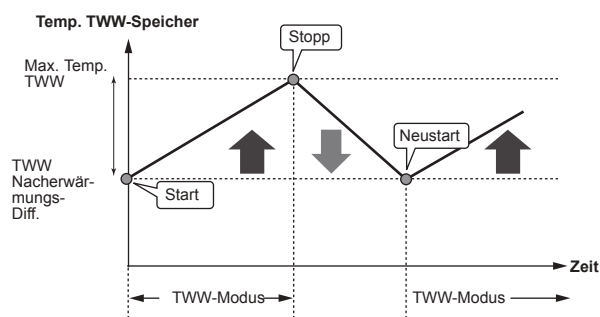 Temp. TWW-Speicher
Stopp
Max. Temp.
TWW
Neustart
TWW
Nacherwär-
mungs-
Diff.
Start
Zeit
TWW-Modus
TWW-Modus